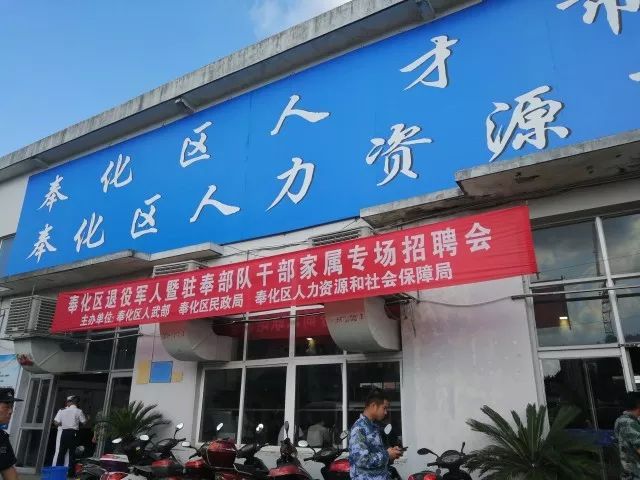 奉化区人才市
奉化区人力资源
奉化区退役军人暨驻奉部队干部家属专场招聘会
主办单位:奉化区人武部 奉化区民政局 奉化区人力资源和社会保障局